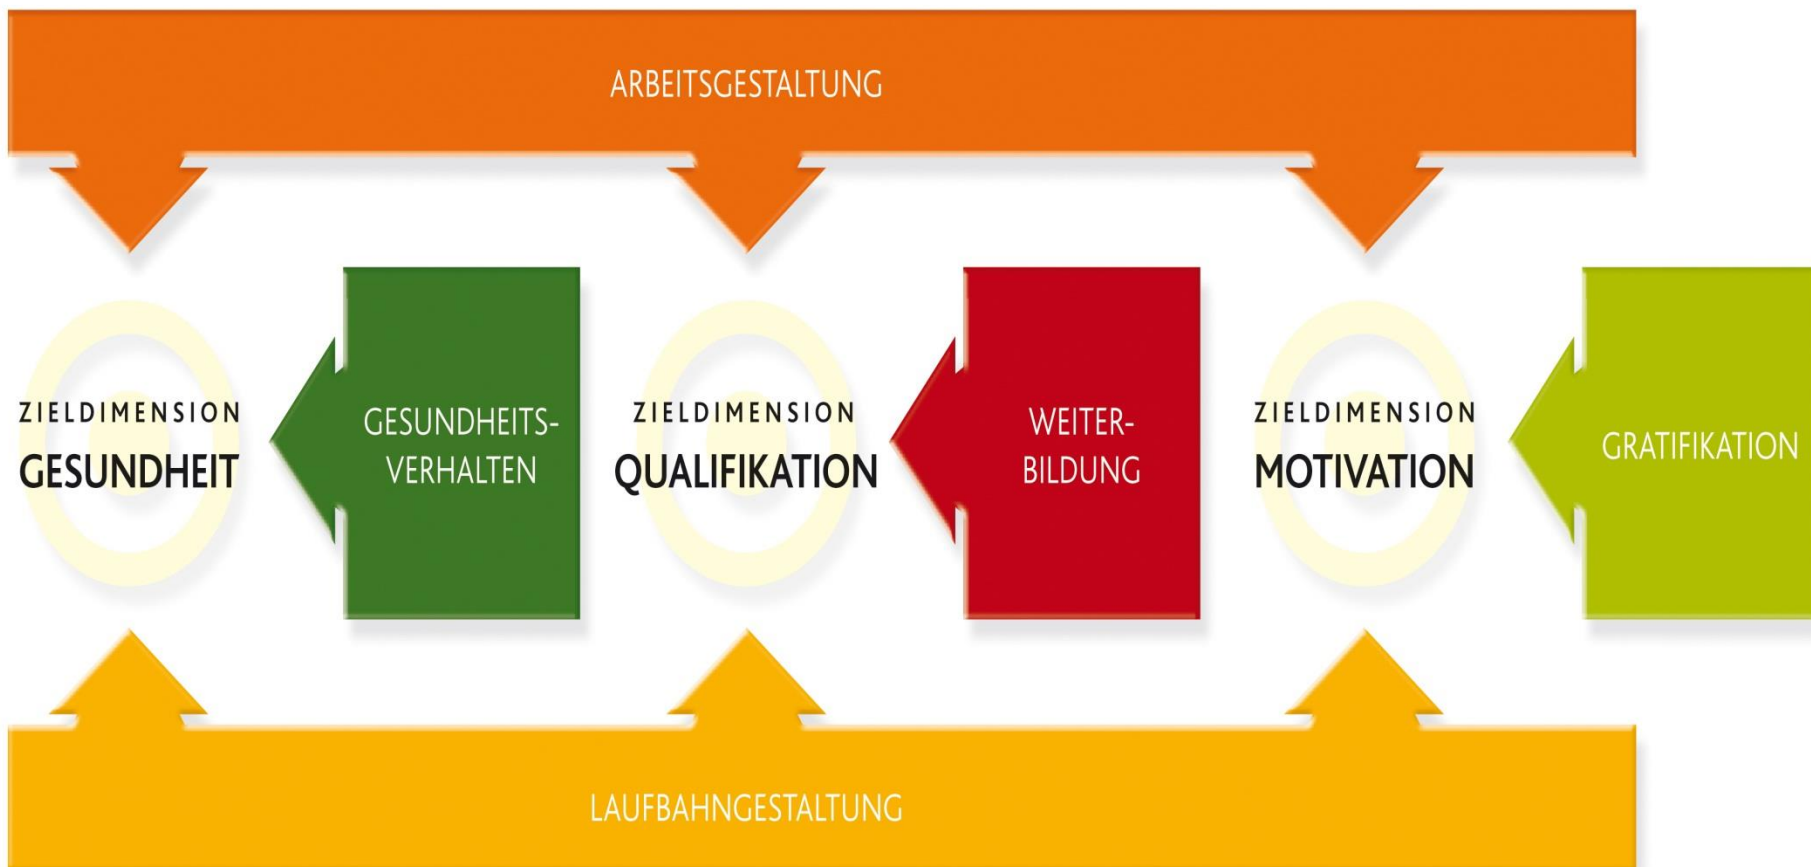 ARBEITSGESTALTUNG
ZIELDIMENSION
GESUNDHEIT
GESUNDHEITS-
VERHALTEN
ZIELDIMENSION
QUALIFIKATION
WEITER-
BILDUNG
ZIELDIMENSION
MOTIVATION
GRATIFIKATION
LAUFBAHNGESTALTUNG